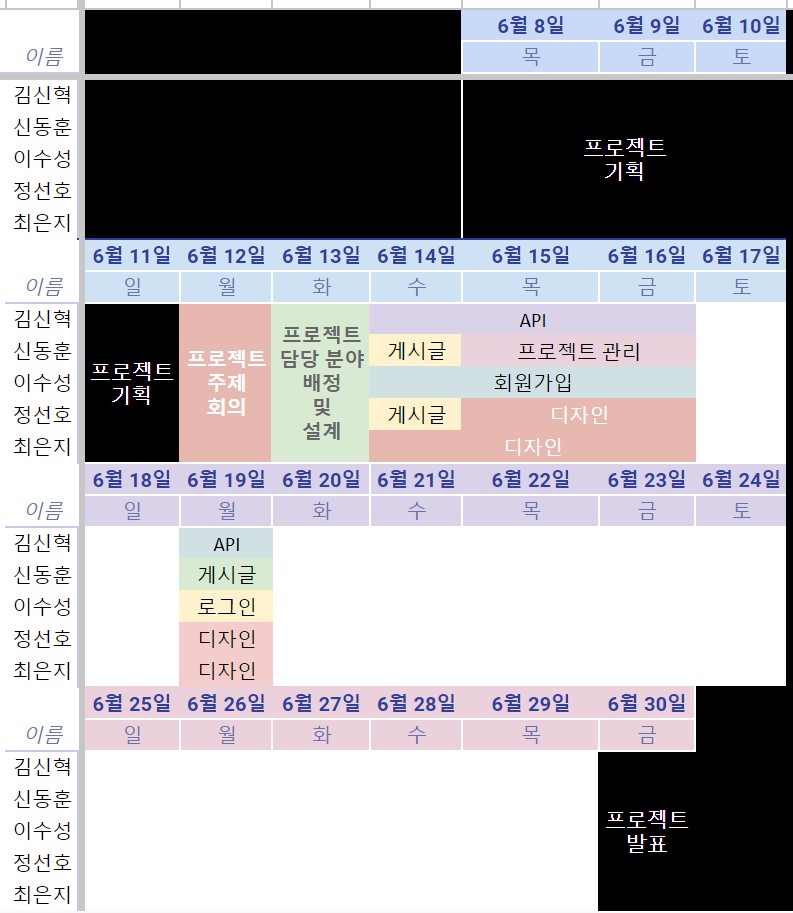 6월 8일 6월 9일 6월 10일
이름 목 금 토
김신혁
신동훈
이수성
정선호
최은지
프로젝트
기획
6월 11일 6월 12일 6월 13일 6월 14일 6월 15일 6월 16일 6월 17일
이름 일 월 화 수 목 금 토
김신혁
신동훈
이수성
정선호
최은지
프로젝트
기획
프로젝트
주제
회의
프로젝트
담당 분야
배정
및
설계
API
게시글 프로젝트 관리
회원가입
게시글 디자인
디자인
6월 18일 6월 19일 6월 20일 6월 21일 6월 22일 6월 23일 6월 24일
이름 일 월 화 수 목 금 토
김신혁 API
신동훈 게시글
이수성 로그인
정선호 디자인
최은지 디자인
6월 25일 6월 26일 6월 27일 6월 28일 6월 29일 6월 30일
이름 일 월 화 수 목 금
김신혁
신동훈
이수성
정선호
최은지
프로젝트
발표